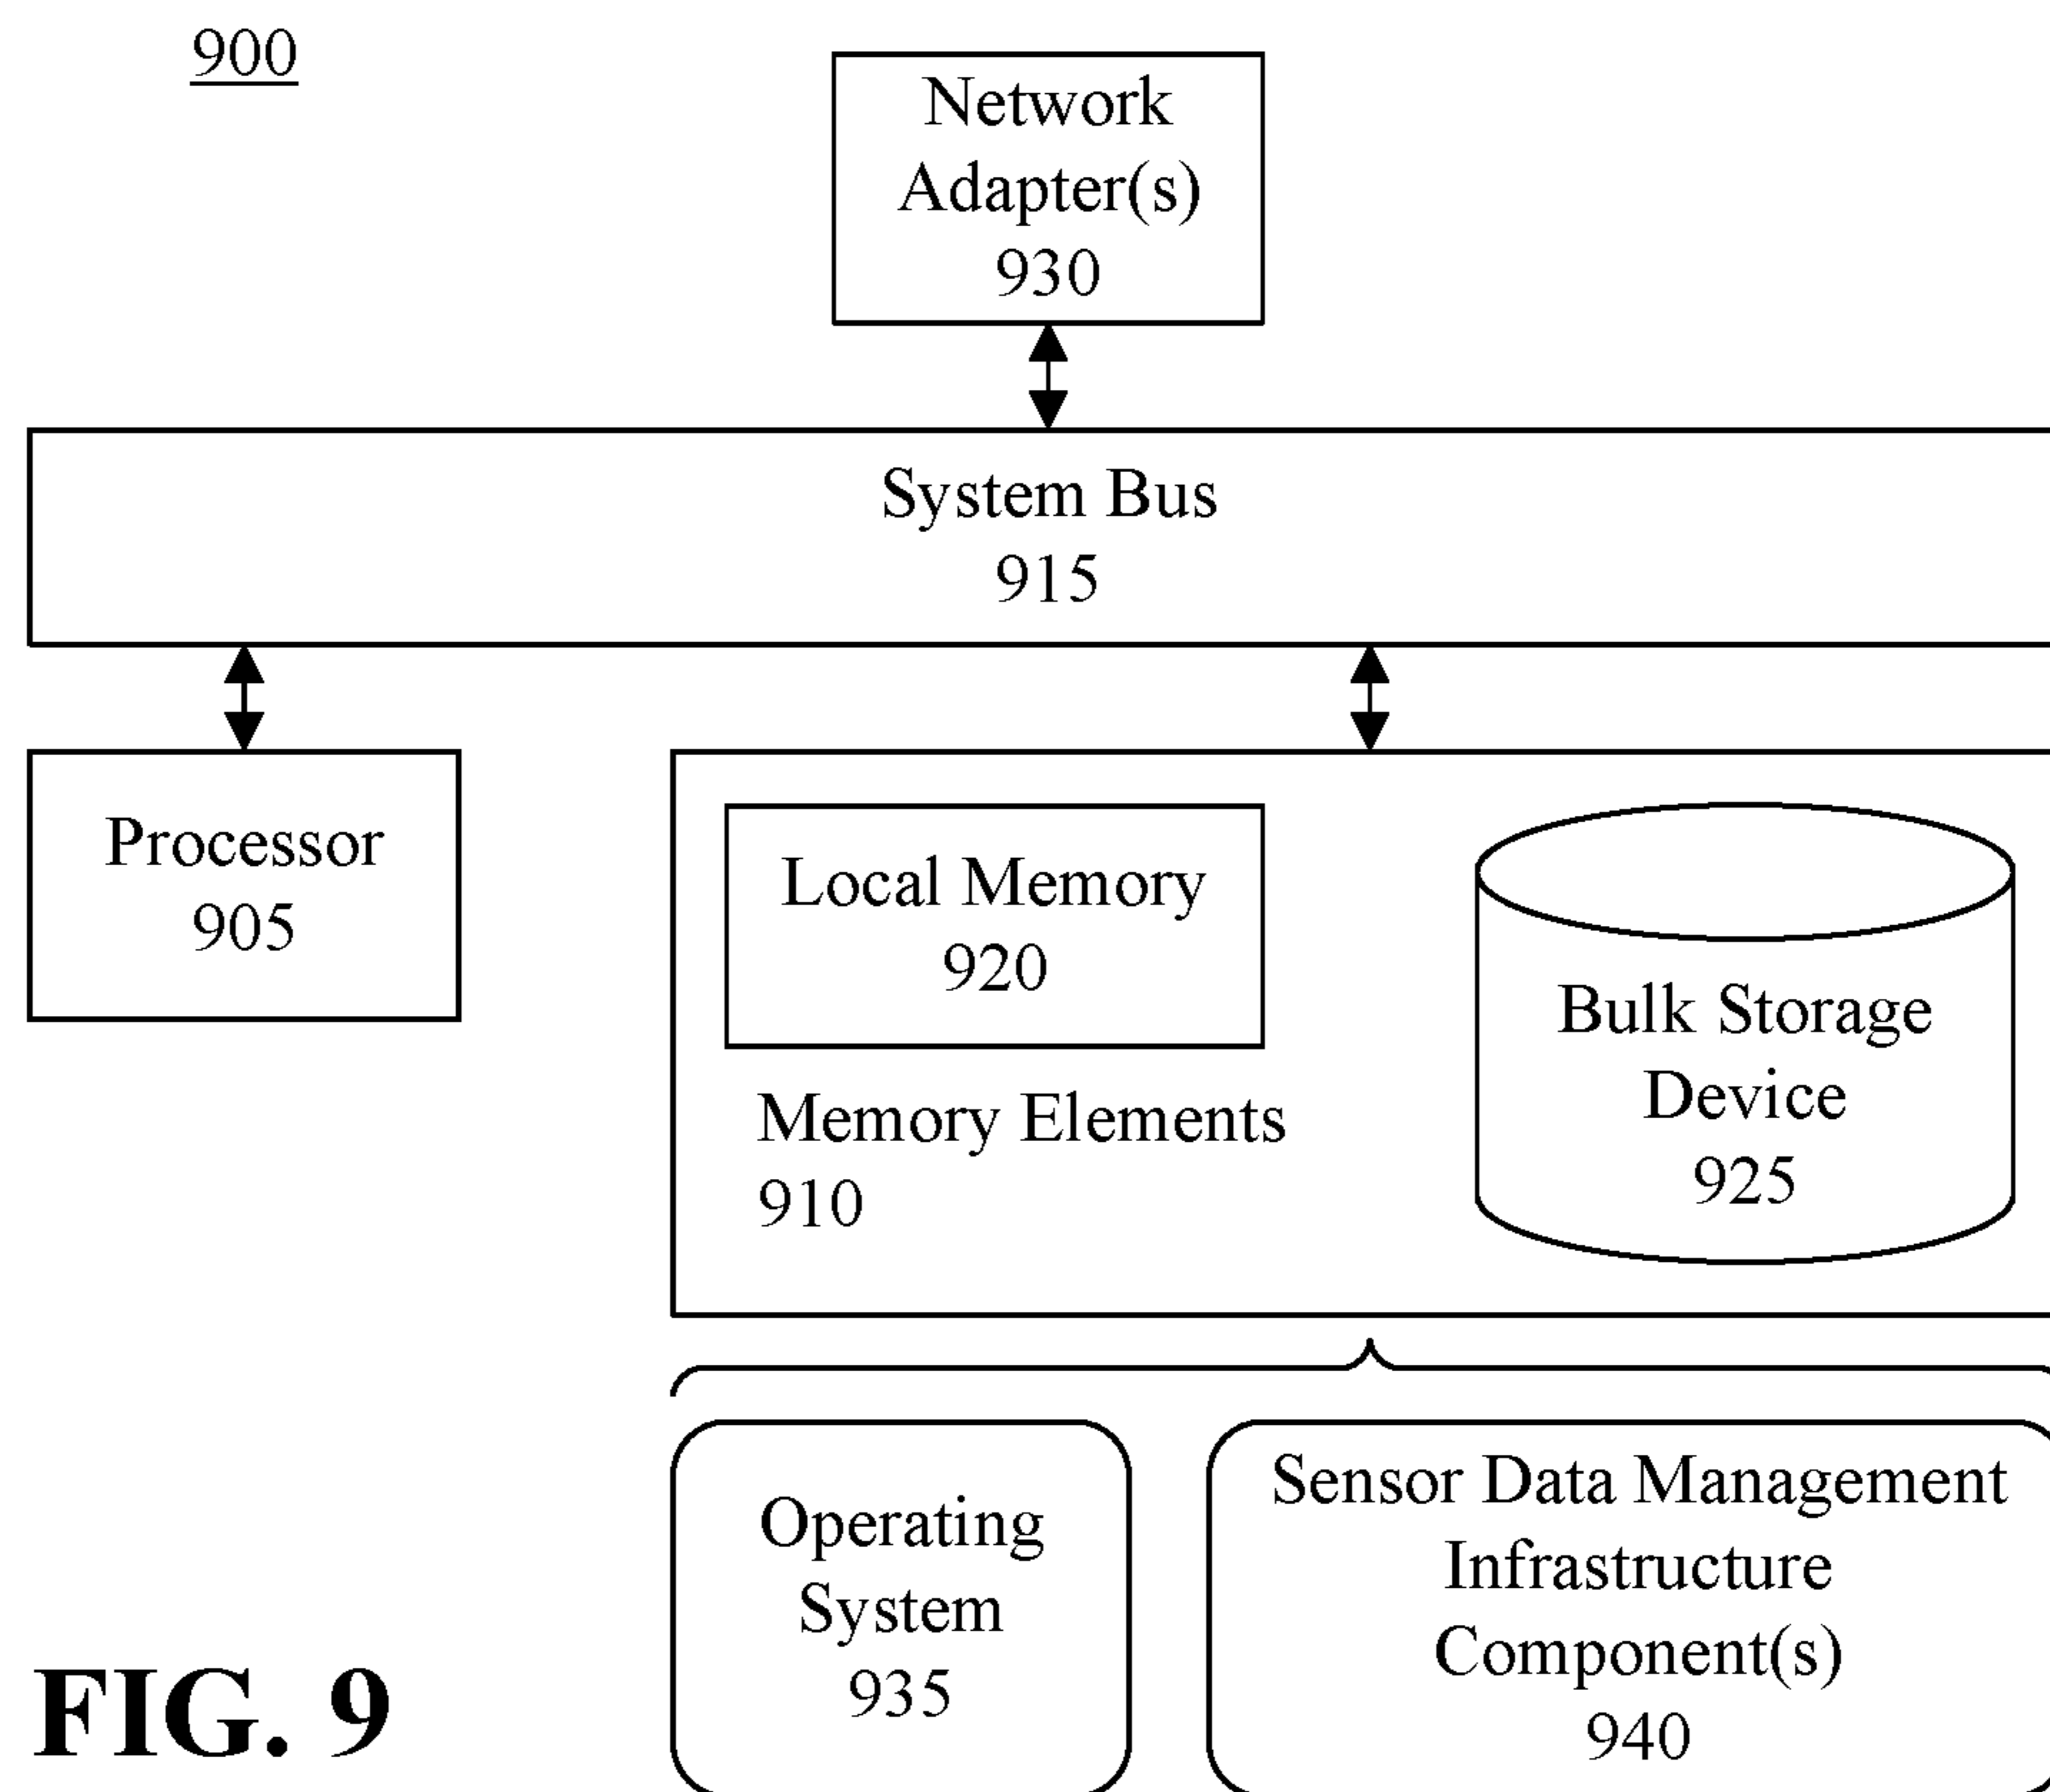 900
Network
Adapter(s)
930
System Bus
915
Processor
905
Local Memory
920
Memory Elements
910
Bulk Storage
Device
925
Operating
System
935
Sensor Data Management
Infrastructure
Component(s)
940
FIG. 9